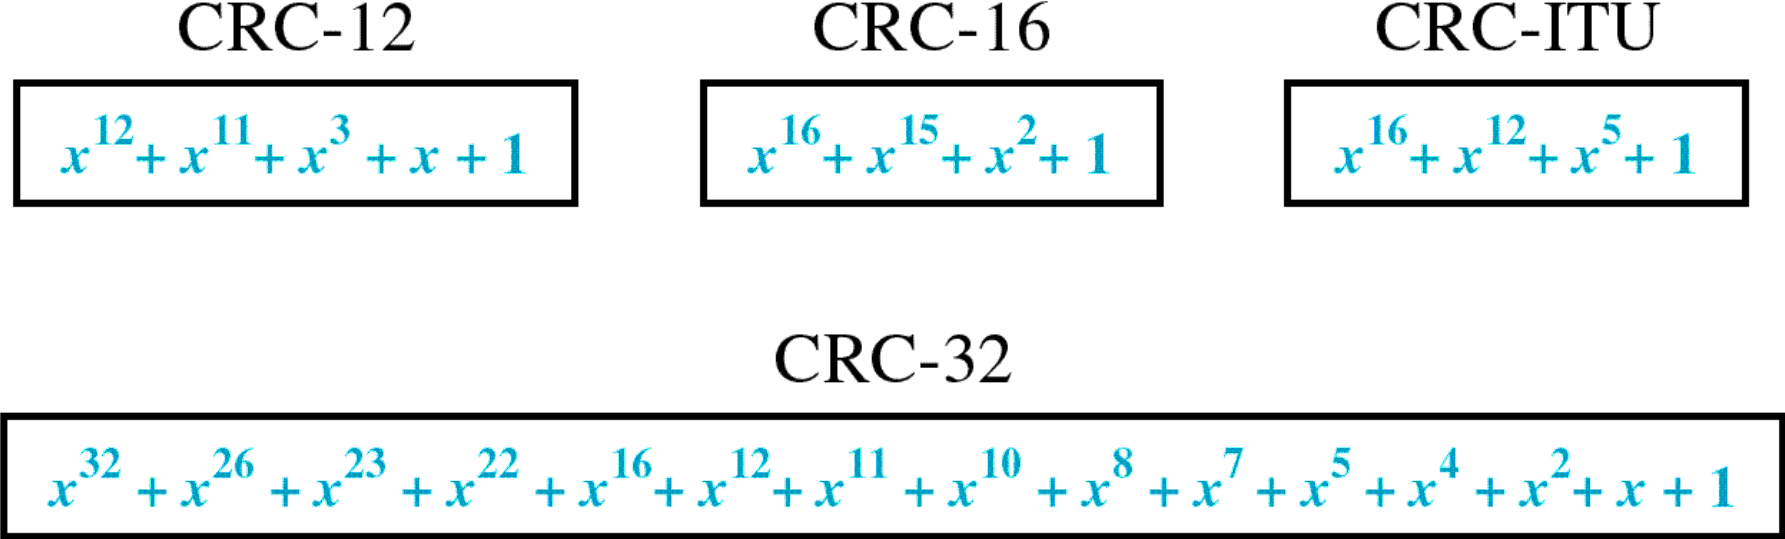 CRC-12 CRC-16 CRC-ITU
x¹²+ x¹¹+ x³ + x + 1 x¹⁶+ x¹⁵+ x²+ 1 x¹⁶+ x¹²+ x⁵+ 1
CRC-32
x³² + x²⁶ + x²³ + x²² + x¹⁶+ x¹²+ x¹¹ + x¹⁰ + x⁸ + x⁷ + x⁵ + x⁴ + x²+ x + 1